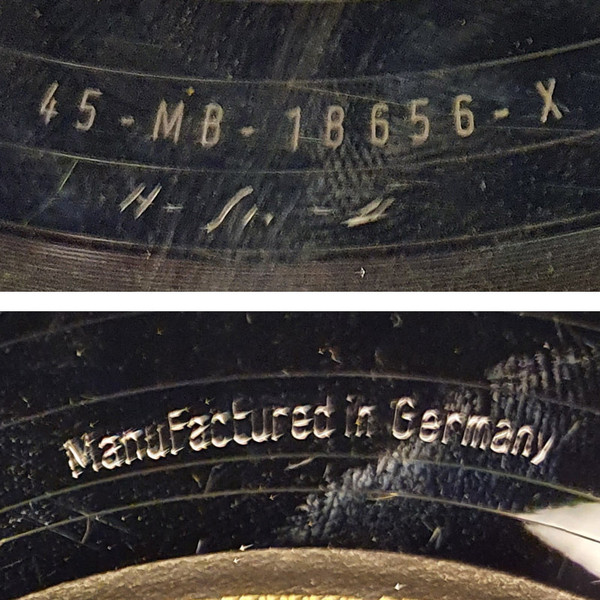 45-MB-18656-X
Manufactured in Germany